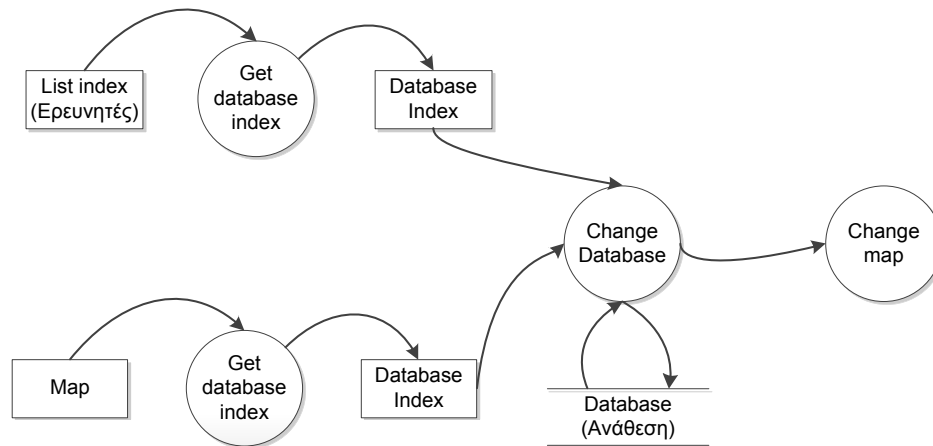 List index
(Ερευνητές)
Get
database
index
Database
Index
Change
Database
Change
map
Map
Get
database
index
Database
Index
Database
(Ανάθεση)